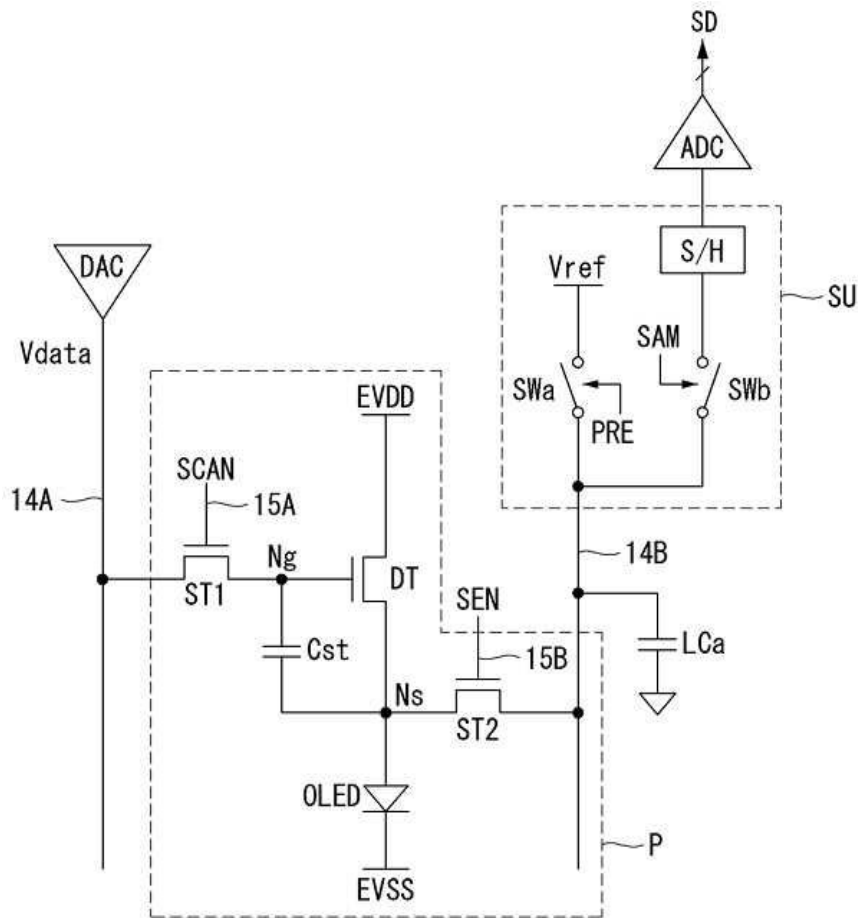 SD
ADC
S/H
Vref
SU
SAM
SWa
SWb
PRE
DAC
Vdata
EVDD
SCAN
14A
15A
Ng
DT
ST1
14B
SEN
Cst
15B
LCa
Ns
ST2
OLED
P
EVSS